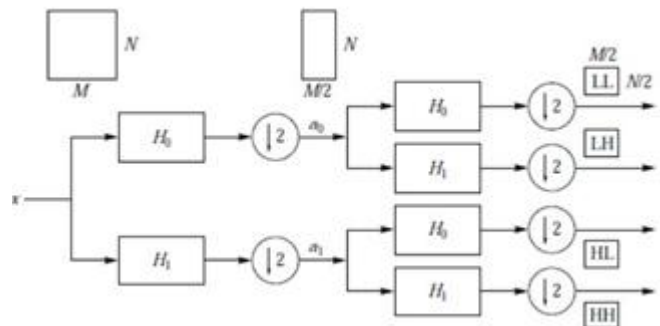 N
N
M
M/2
M/2
LL
N/2
H₀
↓2
a₀
H₀
↓2
H₁
↓2
LH
x
H₁
↓2
a₁
H₀
↓2
HL
H₁
↓2
HH